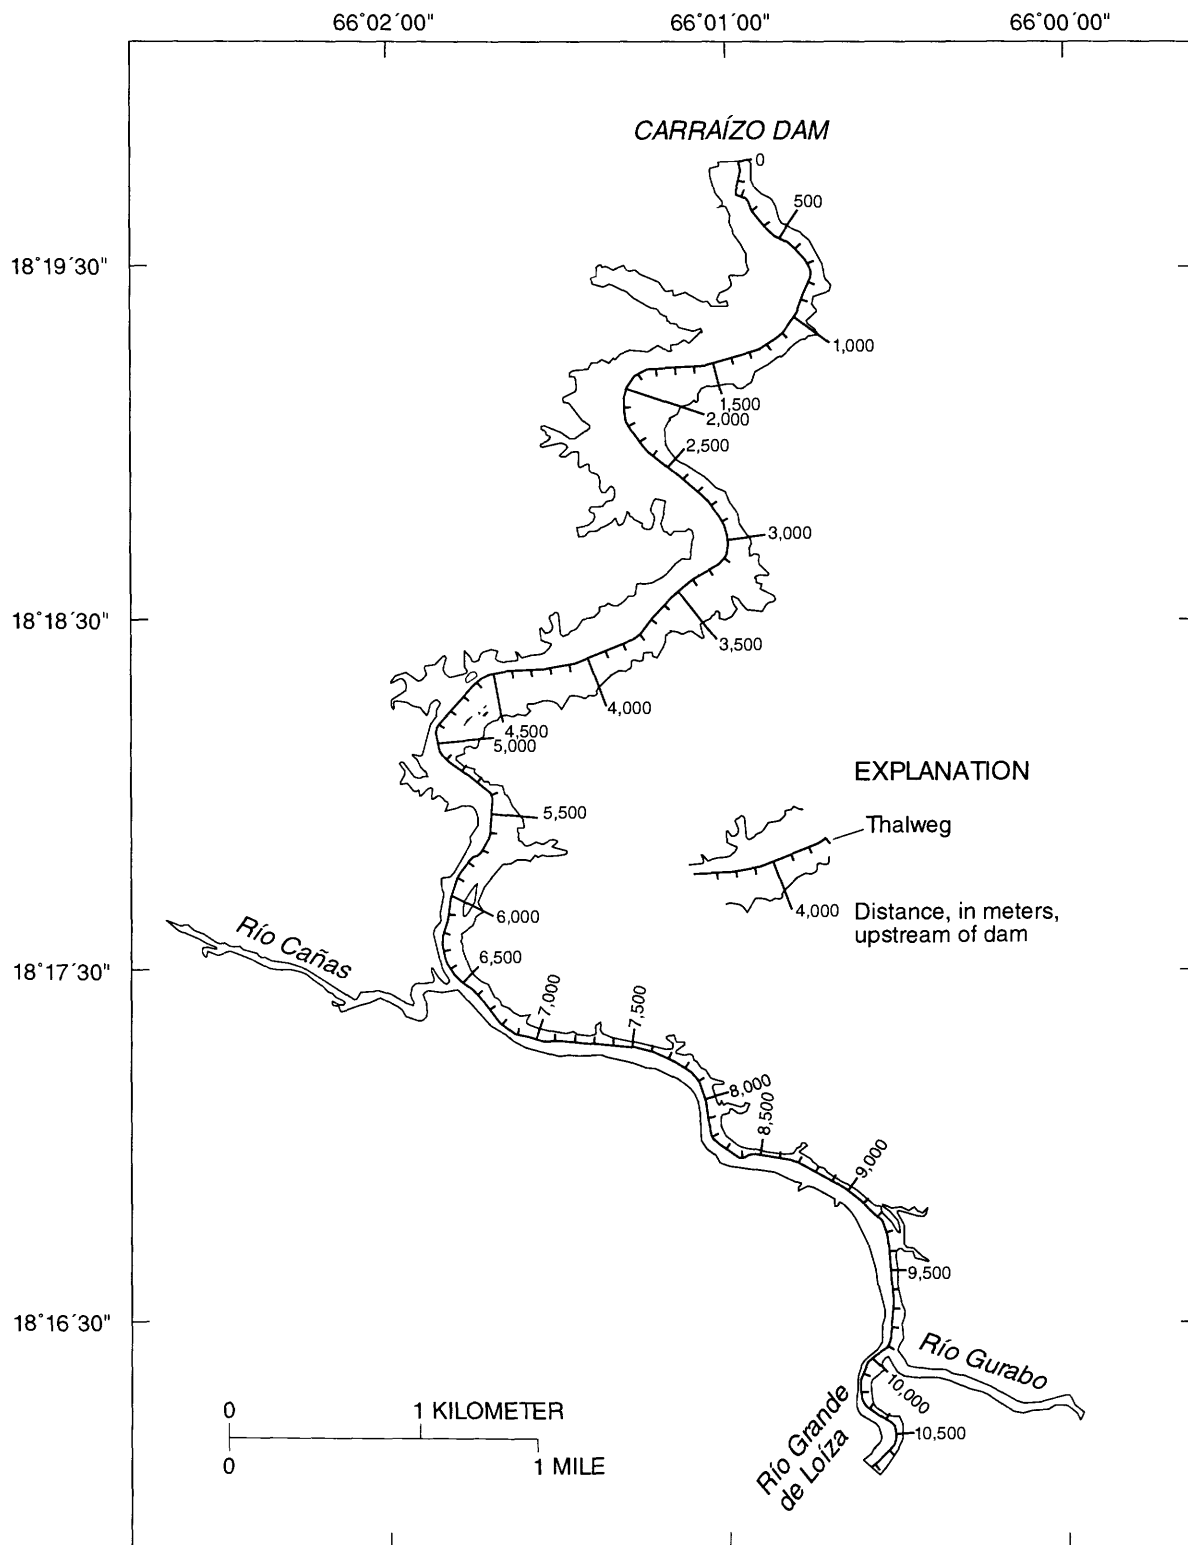 66°02´00" 66°01´00" 66°00´00"
CARRAÍZO DAM
0
500
18°19´30"
1,000
1,500
2,000
2,500
3,000
18°18´30"
3,500
4,000
4,500
5,000
EXPLANATION
5,500
Thalweg
4,000
Distance, in meters,
upstream of dam
6,000
Río Cañas
6,500
18°17´30"
7,000
7,500
8,000
8,500
9,000
9,500
18°16´30"
Río Gurabo
10,000
10,500
Río Grande
de Loíza
0 1 KILOMETER
0 1 MILE